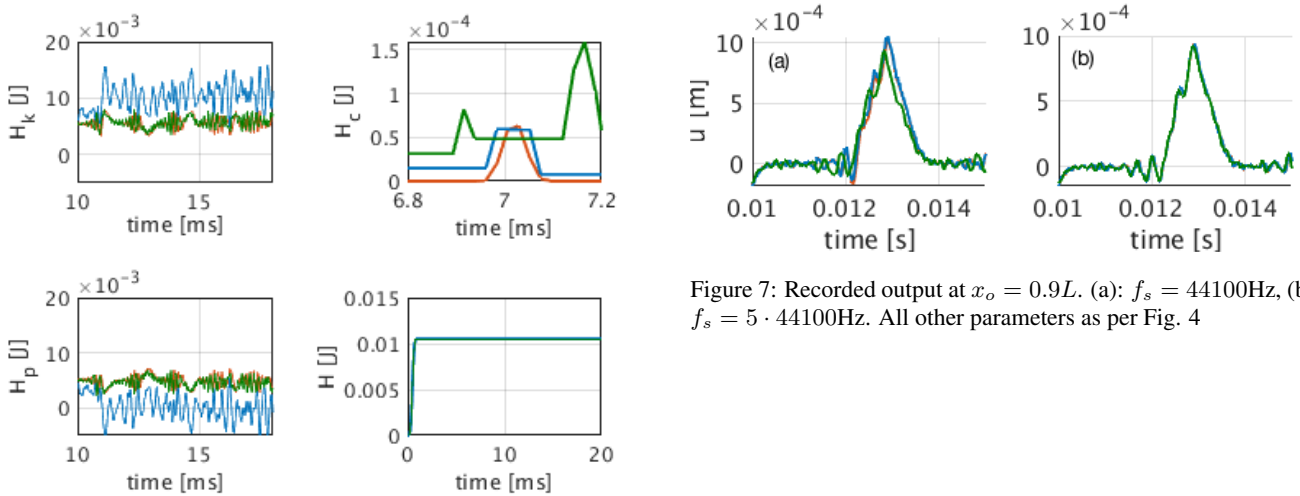 ×10⁻³
20
10
0
H_k [J]
10
15
time [ms]
×10⁻⁴
1.5
1
0.5
0
H_c [J]
6.8
7
7.2
time [ms]
×10⁻³
20
10
0
H_p [J]
10
15
time [ms]
0.015
0.01
0.005
0
H [J]
0
10
20
time [ms]
×10⁻⁴
10
5
0
u [m]
(a)
0.01
0.012
0.014
time [s]
×10⁻⁴
10
5
0
(b)
0.01
0.012
0.014
time [s]
Figure 7: Recorded output at x_o = 0.9L. (a): f_s = 44100Hz, (b
f_s = 5 · 44100Hz. All other parameters as per Fig. 4